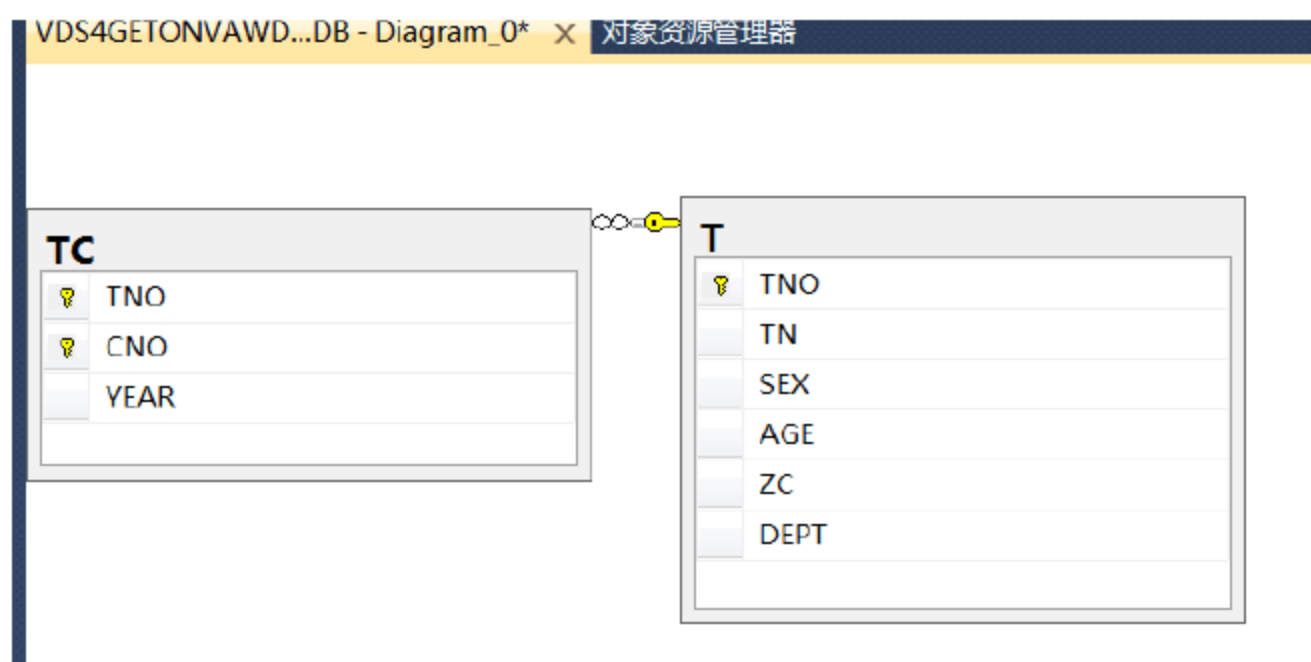 VDS4GETONVAWD...DB - Diagram_0* 对象资源管理器
TC
TNO
CNO
YEAR
T
TNO
TN
SEX
AGE
ZC
DEPT